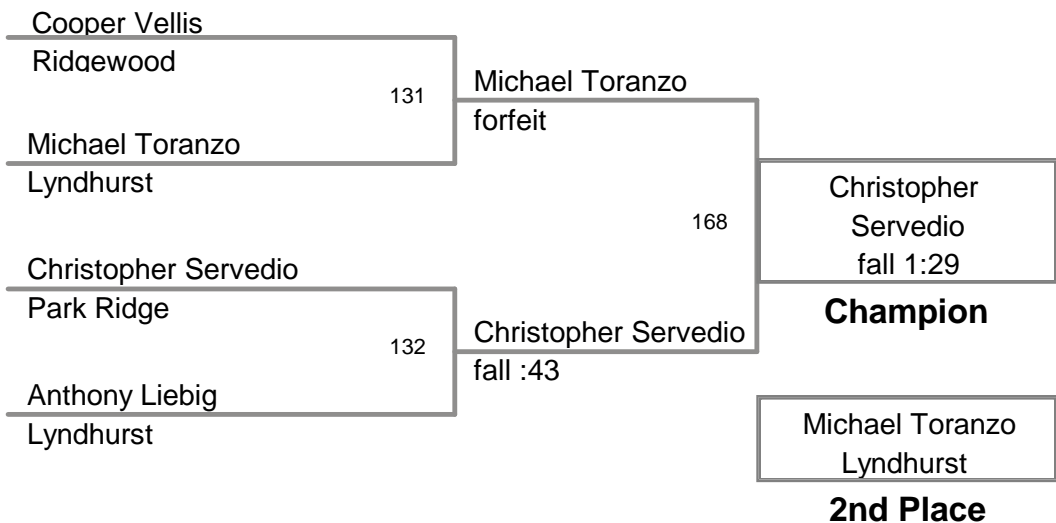 Cooper Vellis
Ridgewood
131
Michael Toranzo
forfeit
Michael Toranzo
Lyndhurst
168
Christopher
Servedio
fall 1:29
Champion
Christopher Servedio
Park Ridge
132
Christopher Servedio
fall :43
Anthony Liebig
Lyndhurst
Michael Toranzo
Lyndhurst
2nd Place